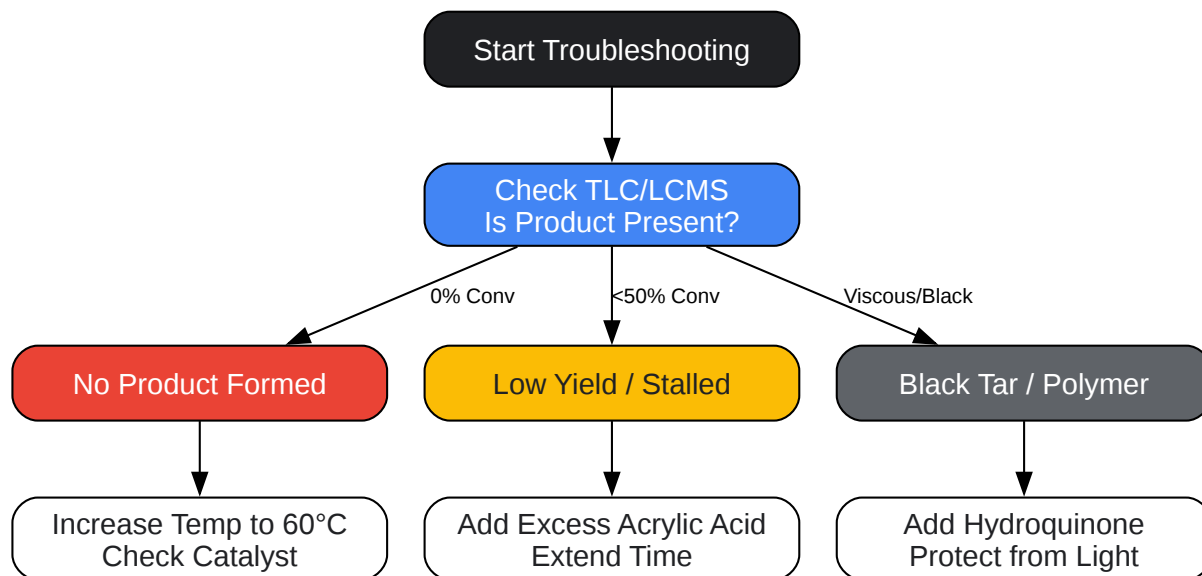 Start Troubleshooting
Check TLC/LCMS
Is Product Present?
0% Conv
<50% Conv
Viscous/Black
No Product Formed
Low Yield / Stalled
Black Tar / Polymer
Increase Temp to 60°C
Check Catalyst
Add Excess Acrylic Acid
Extend Time
Add Hydroquinone
Protect from Light